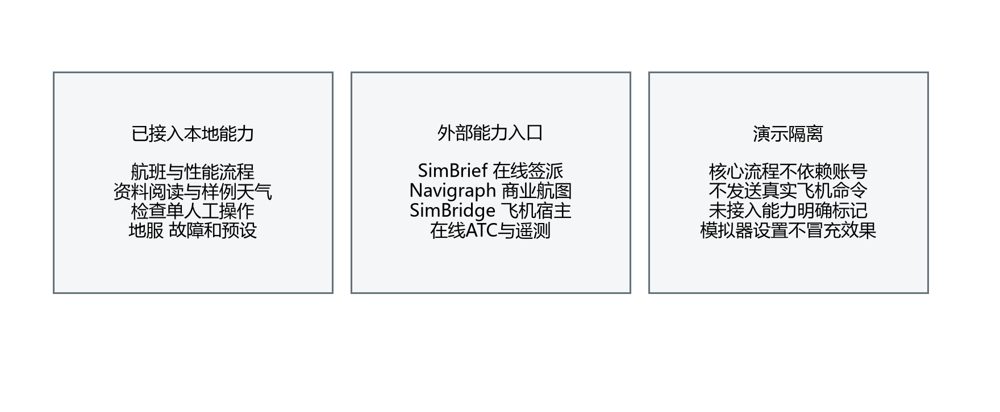 已接入本地能力
航班与性能流程
资料阅读与样例天气
检查单人工操作
地服 故障和预设
外部能力入口
SimBrief 在线签派
Navigraph 商业航图
SimBridge 飞机宿主
在线ATC与遥测
演示隔离
核心流程不依赖账号
不发送真实飞机命令
未接入能力明确标记
模拟器设置不冒充效果